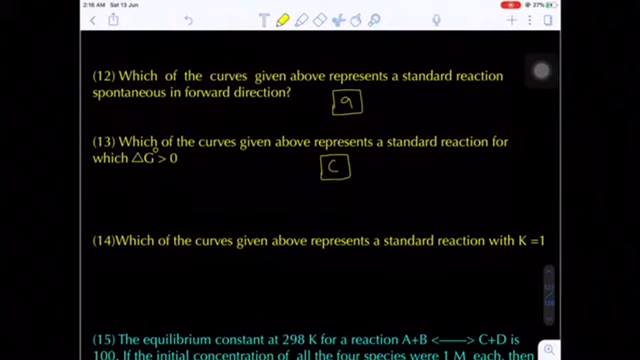 2:16 AM Sat 13 Jun
27%
T
(12) Which of the curves given above represents a standard reaction
spontaneous in forward direction?
a
(13) Which of the curves given above represents a standard reaction for
which △G° > 0
C
(14)Which of the curves given above represents a standard reaction with K =1
(15) The equilibrium constant at 298 K for a reaction A+B <——> C+D is
100. If the initial concentration of all the four species were 1 M each, then